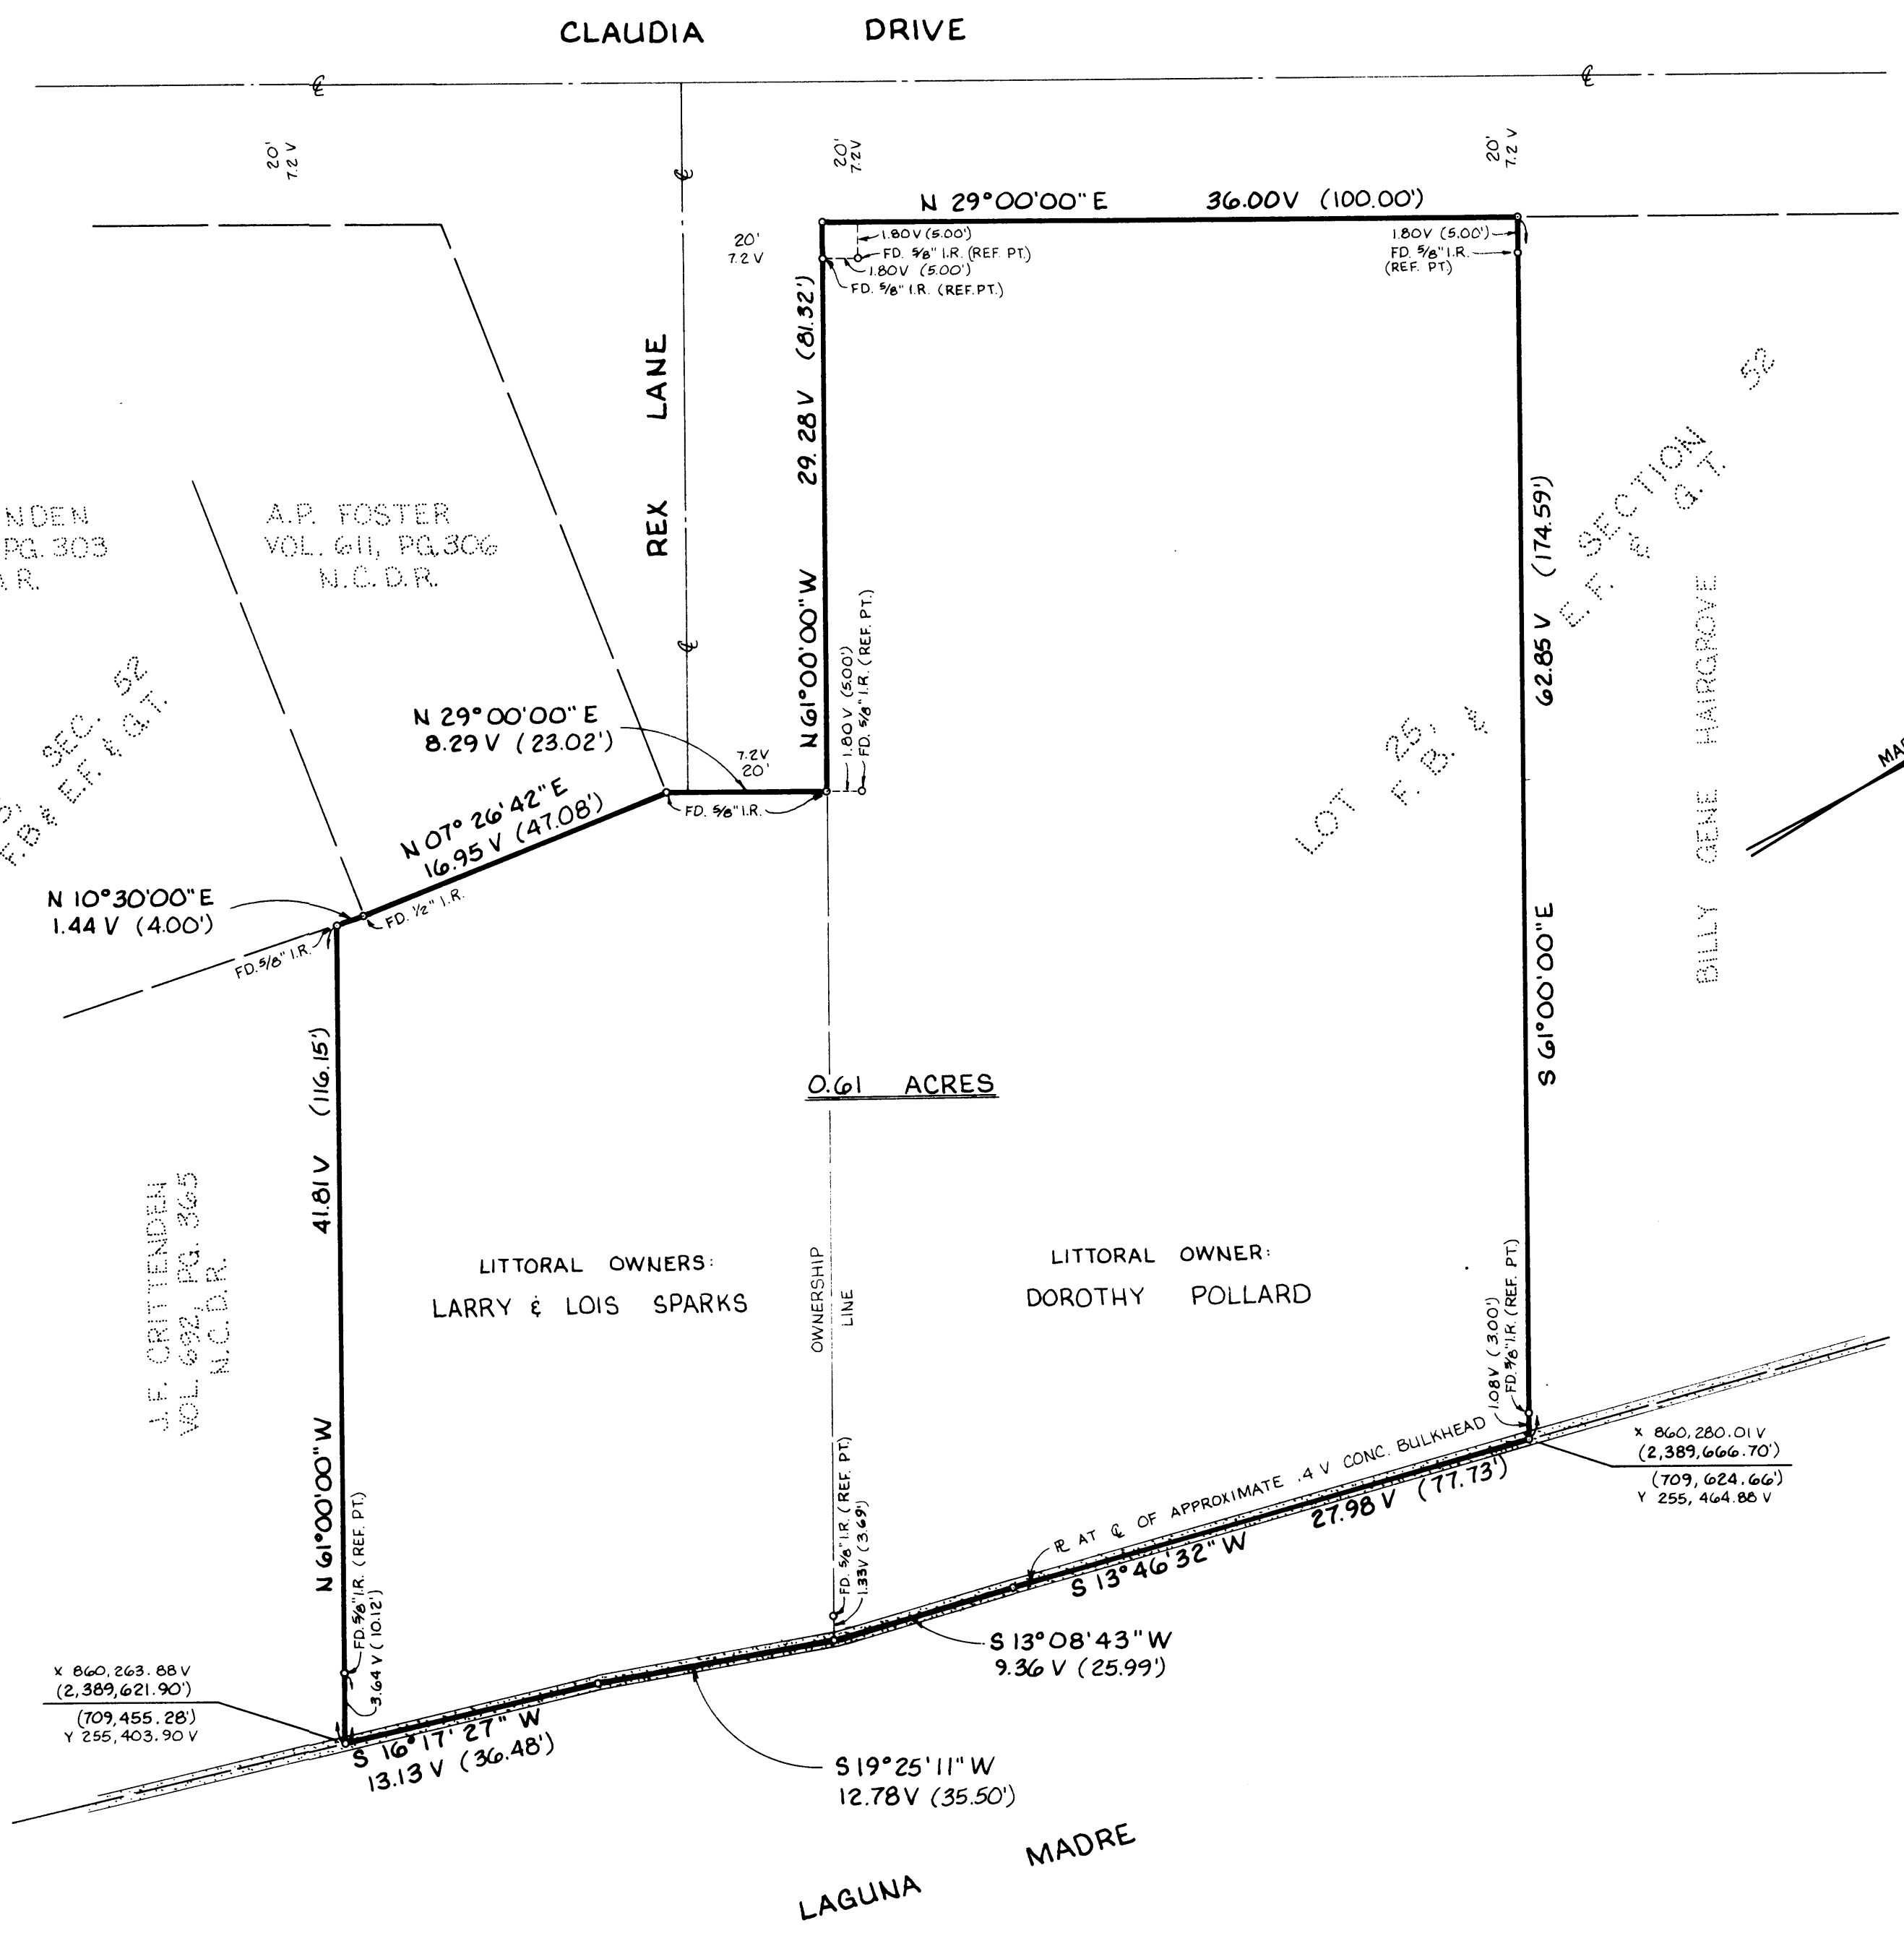 CLAUDIA DRIVE
20'
7.2 V
20'
7.2V
20'
7.2 V
N 29°00'00" E 36.00V (100.00')
20'
7.2 V
1.80V (5.00')
FD. 5/8" I.R. (REF. PT.)
1.80V (5.00')
FD. 5/8" I.R. (REF.PT.)
1.80V (5.00')
FD. 5/8" I.R.
(REF. PT)
REX LANE
N 61°00'00" W 29.28 V (81.32')
1.80V (5.00')
FD. 5/8" I.R. (REF. PT.)
S 61°00'00"E 62.85 V (174.59')
LOT 25, SECTION 52
F. B. & E. F. & G. T.
BILLY GENE HAIRGROVE
NDEN
PG. 303
.R.
A.P. FOSTER
VOL. 611, PG.306
N.C.D.R.
SEC. 52
F.B & E.F. & G.T.
N 29°00'00" E
8.29 V (23.02')
7.2V
20'
FD. 5/8" I.R.
N 07° 26' 42" E
16.95 V (47.08')
N 10°30'00" E
1.44 V (4.00')
FD. 1/2" I.R.
FD. 5/8" I.R.
MA
0.61 ACRES
N 61°00'00" W 41.81 V (116.15')
J.F. CRITTENDEN
VOL. 692, PG. 365
N.C.D.R.
LITTORAL OWNERS:
LARRY & LOIS SPARKS
OWNERSHIP
LINE
LITTORAL OWNER:
DOROTHY POLLARD
1.08V (3.00')
FD. 5/8" I.R. (REF. PT.)
FD. 5/8" I.R. (REF. PT.)
3.64 V (10.12')
FD. 5/8" I.R. (REF. PT.)
1.33V (3.69')
℄ AT ℄ OF APPROXIMATE .4 V CONC. BULKHEAD
S 13°46'32" W 27.98 V (77.73')
X 860,280.01 V
(2,389,666.70')
(709,624.66')
Y 255,464.88 V
S 13°08'43" W
9.36 V (25.99')
X 860,263.88 V
(2,389,621.90')
(709,455.28')
Y 255,403.90 V
S 16°17'27" W
13.13 V (36.48')
S 19°25'11" W
12.78V (35.50')
LAGUNA MADRE